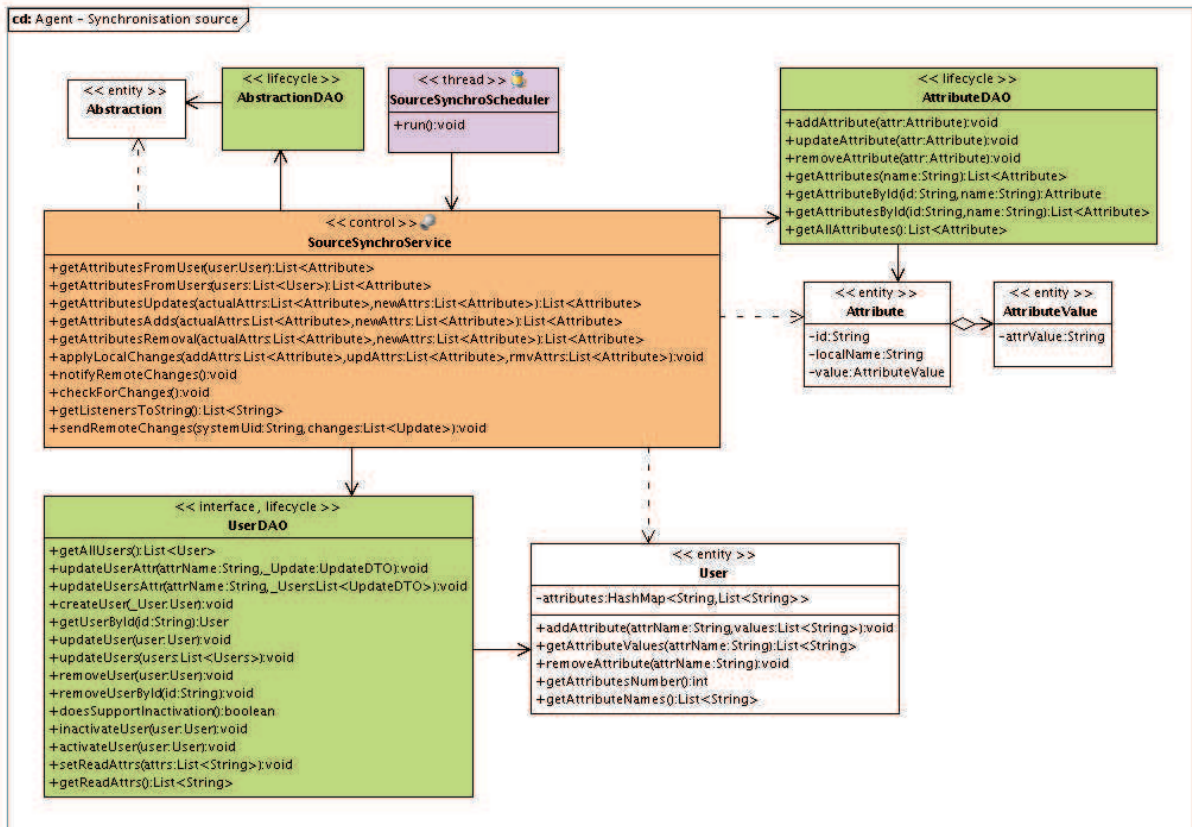 cd: Agent - Synchronisation source
<< entity >>
Abstraction
<< lifecycle >>
AbstractionDAO
<< thread >>
SourceSynchroScheduler
+run():void
<< lifecycle >>
AttributeDAO
+addAttribute(attr:Attribute):void
+updateAttribute(attr:Attribute):void
+removeAttribute(attr:Attribute):void
+getAttributes(name:String):List<Attribute>
+getAttributeById(id:String,name:String):Attribute
+getAttributesById(id:String,name:String):List<Attribute>
+getAllAttributes():List<Attribute>
<< control >>
SourceSynchroService
+getAttributesFromUser(user:User):List<Attribute>
+getAttributesFromUsers(users:List<User>):List<Attribute>
+getAttributesUpdates(actualAttrs:List<Attribute>,newAttrs:List<Attribute>):List<Attribute>
+getAttributesAdds(actualAttrs:List<Attribute>,newAttrs:List<Attribute>):List<Attribute>
+getAttributesRemoval(actualAttrs:List<Attribute>,newAttrs:List<Attribute>):List<Attribute>
+applyLocalChanges(addAttrs:List<Attribute>,updAttrs:List<Attribute>,rmvAttrs:List<Attribute>):void
+notifyRemoteChanges():void
+checkForChanges():void
+getListenersToString():List<String>
+sendRemoteChanges(systemUid:String,changes:List<Update>):void
<< entity >>
Attribute
-id:String
-localName:String
-value:AttributeValue
<< entity >>
AttributeValue
-attrValue:String
<< interface, lifecycle >>
UserDAO
+getAllUsers():List<User>
+updateUserAttr(attrName:String,_Update:UpdateDTO):void
+updateUsersAttr(attrName:String,_Users:List<UpdateDTO>):void
+createUser(_User:User):void
+getUserById(id:String):User
+updateUser(user:User):void
+updateUsers(users:List<Users>):void
+removeUser(user:User):void
+removeUserById(id:String):void
+doesSupportInactivation():boolean
+inactivateUser(user:User):void
+activateUser(user:User):void
+setReadAttrs(attrs:List<String>):void
+getReadAttrs():List<String>
<< entity >>
User
-attributes:HashMap<String,List<String>>
+addAttribute(attrName:String,values:List<String>):void
+getAttributeValues(attrName:String):List<String>
+removeAttribute(attrName:String):void
+getAttributesNumber():int
+getAttributeNames():List<String>